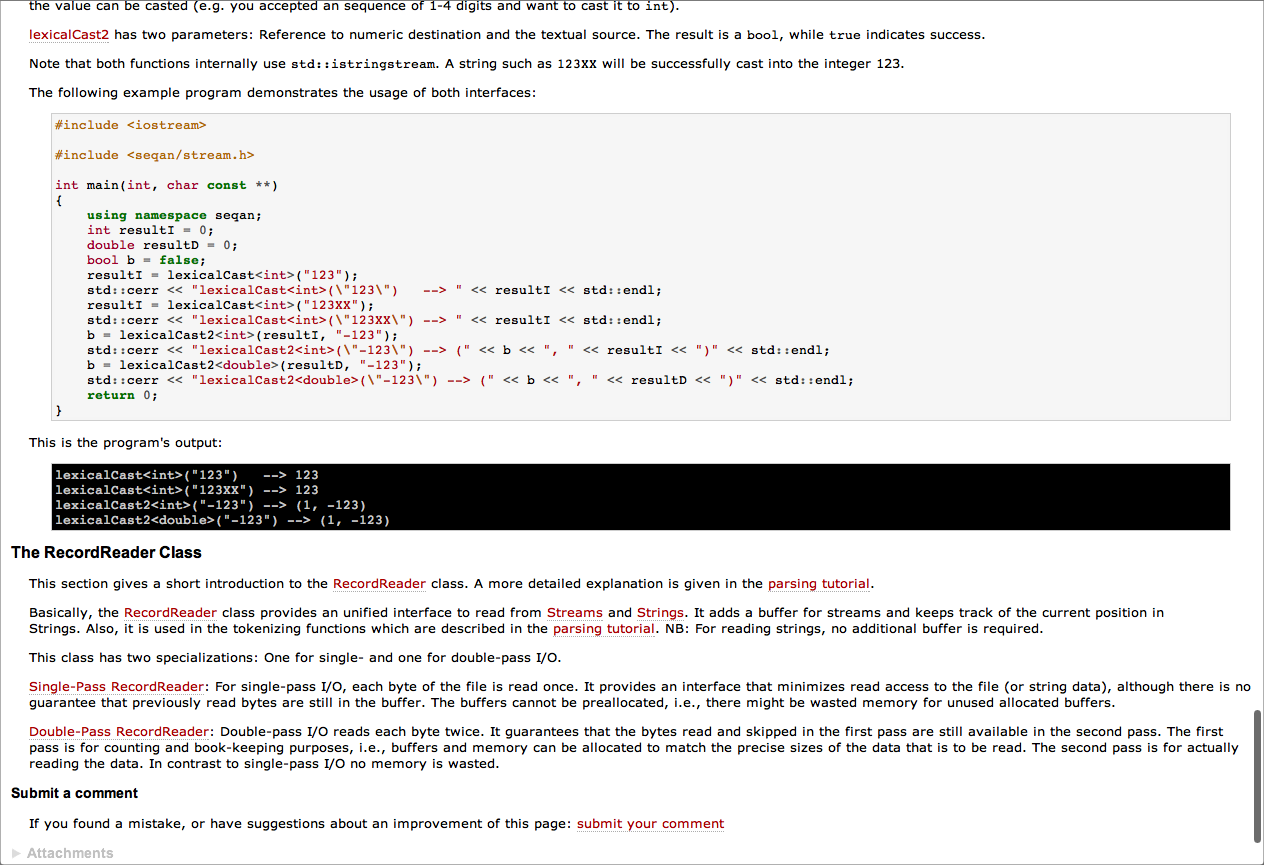 the value can be casted (e.g. you accepted an sequence of 1-4 digits and want to cast it to int).
lexicalCast2 has two parameters: Reference to numeric destination and the textual source. The result is a bool, while true indicates success.
Note that both functions internally use std::istringstream. A string such as 123XX will be successfully cast into the integer 123.
The following example program demonstrates the usage of both interfaces:
#include <iostream>
#include <seqan/stream.h>
int main(int, char const **)
{
    using namespace seqan;
    int resultI = 0;
    double resultD = 0;
    bool b = false;
    resultI = lexicalCast<int>("123");
    std::cerr << "lexicalCast<int>(\"123\")   --> " << resultI << std::endl;
    resultI = lexicalCast<int>("123XX");
    std::cerr << "lexicalCast<int>(\"123XX\") --> " << resultI << std::endl;
    b = lexicalCast2<int>(resultI, "-123");
    std::cerr << "lexicalCast2<int>(\"-123\") --> (" << b << ", " << resultI << ")" << std::endl;
    b = lexicalCast2<double>(resultD, "-123");
    std::cerr << "lexicalCast2<double>(\"-123\") --> (" << b << ", " << resultD << ")" << std::endl;
    return 0;
}
This is the program's output:
lexicalCast<int>("123")   --> 123
lexicalCast<int>("123XX") --> 123
lexicalCast2<int>("-123") --> (1, -123)
lexicalCast2<double>("-123") --> (1, -123)
The RecordReader Class
This section gives a short introduction to the RecordReader class. A more detailed explanation is given in the parsing tutorial.
Basically, the RecordReader class provides an unified interface to read from Streams and Strings. It adds a buffer for streams and keeps track of the current position in
Strings. Also, it is used in the tokenizing functions which are described in the parsing tutorial. NB: For reading strings, no additional buffer is required.
This class has two specializations: One for single- and one for double-pass I/O.
Single-Pass RecordReader: For single-pass I/O, each byte of the file is read once. It provides an interface that minimizes read access to the file (or string data), although there is no
guarantee that previously read bytes are still in the buffer. The buffers cannot be preallocated, i.e., there might be wasted memory for unused allocated buffers.
Double-Pass RecordReader: Double-pass I/O reads each byte twice. It guarantees that the bytes read and skipped in the first pass are still available in the second pass. The first
pass is for counting and book-keeping purposes, i.e., buffers and memory can be allocated to match the precise sizes of the data that is to be read. The second pass is for actually
reading the data. In contrast to single-pass I/O no memory is wasted.
Submit a comment
If you found a mistake, or have suggestions about an improvement of this page: submit your comment
Attachments